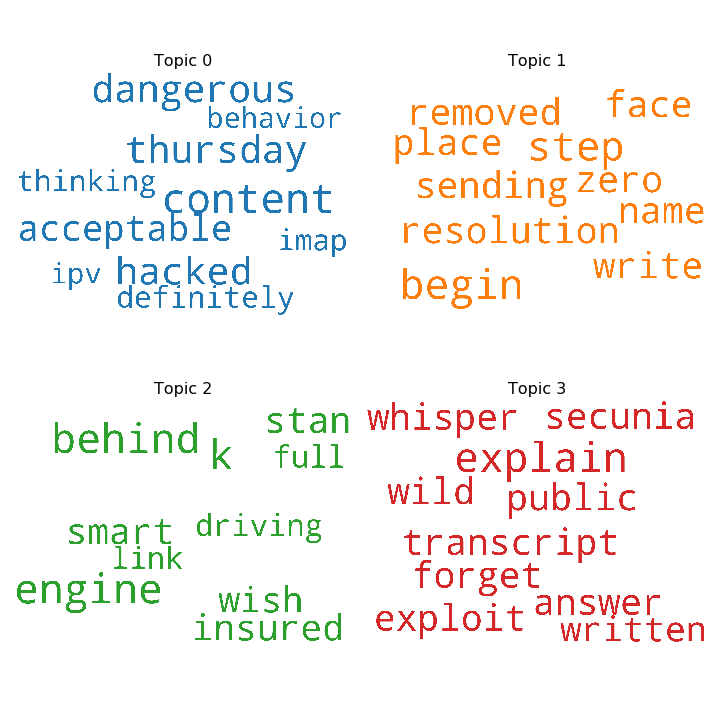 Topic 0
dangerous
behavior
thursday
thinking
content
acceptable
imap
ipv hacked
definitely
Topic 1
face
removed
place step
zero
sending
name
resolution
write
begin
Topic 2
stan
behind
k full
driving
smart
link
engine
wish
insured
Topic 3
whisper secunia
explain
wild public
transcript
forget
answer
exploit
written